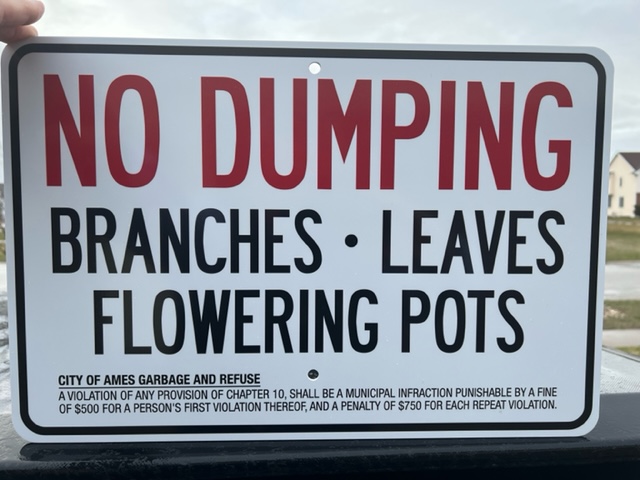 NO DUMPING
BRANCHES • LEAVES
FLOWERING POTS
CITY OF AMES GARBAGE AND REFUSE
A VIOLATION OF ANY PROVISION OF CHAPTER 10, SHALL BE A MUNICIPAL INFRACTION PUNISHABLE BY A FINE
OF $500 FOR A PERSON'S FIRST VIOLATION THEREOF, AND A PENALTY OF $750 FOR EACH REPEAT VIOLATION.